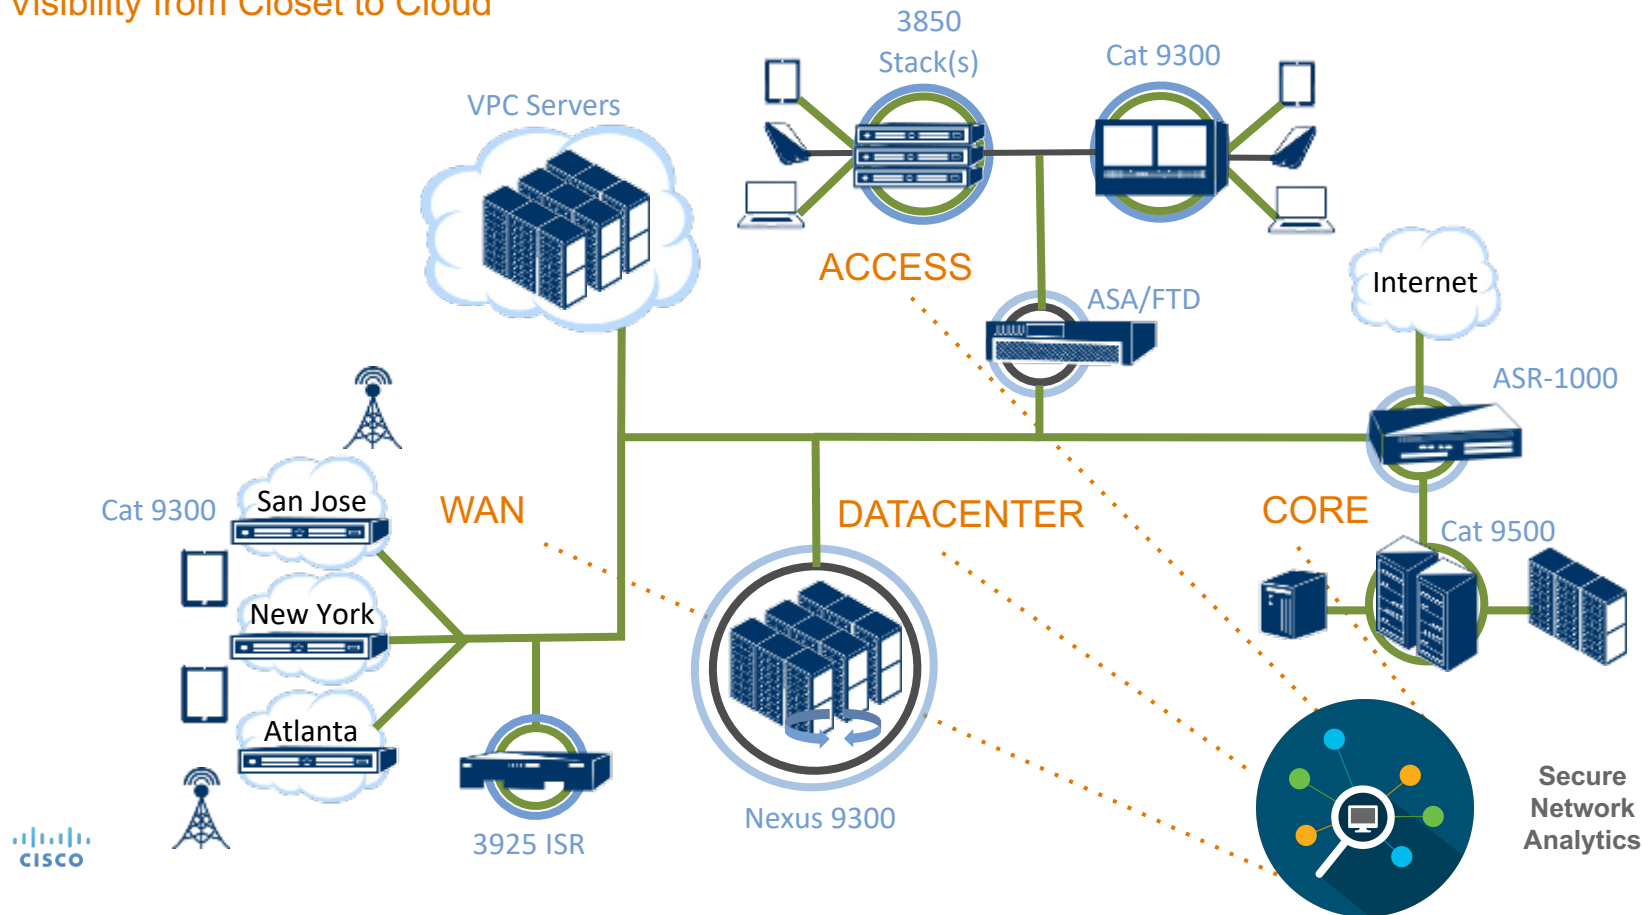 Visibility from Closet to Cloud
3850
Stack(s)
Cat 9300
VPC Servers
ACCESS
ASA/FTD
Internet
ASR-1000
Cat 9300
San Jose
WAN
DATACENTER
CORE
Cat 9500
New York
Atlanta
Nexus 9300
3925 ISR
Secure
Network
Analytics
CISCO